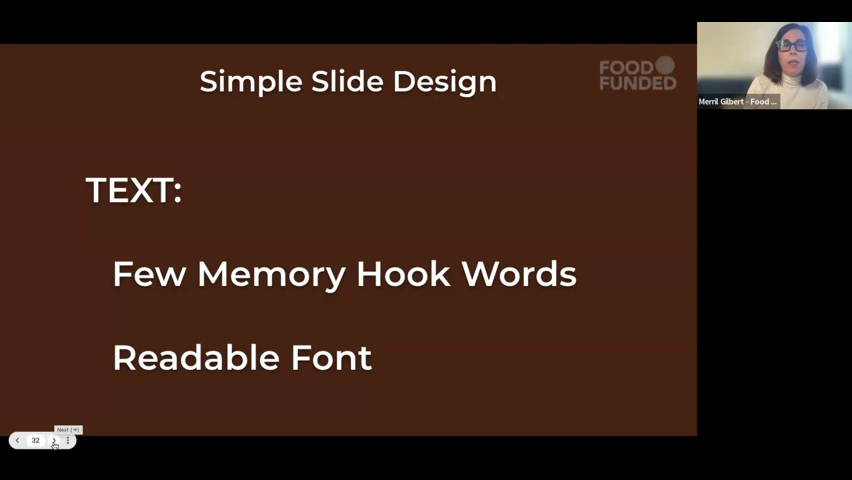 Simple Slide Design
FOOD
FUNDED
Merril Gilbert - Food ...
TEXT:
Few Memory Hook Words
Readable Font
Next (→)
32